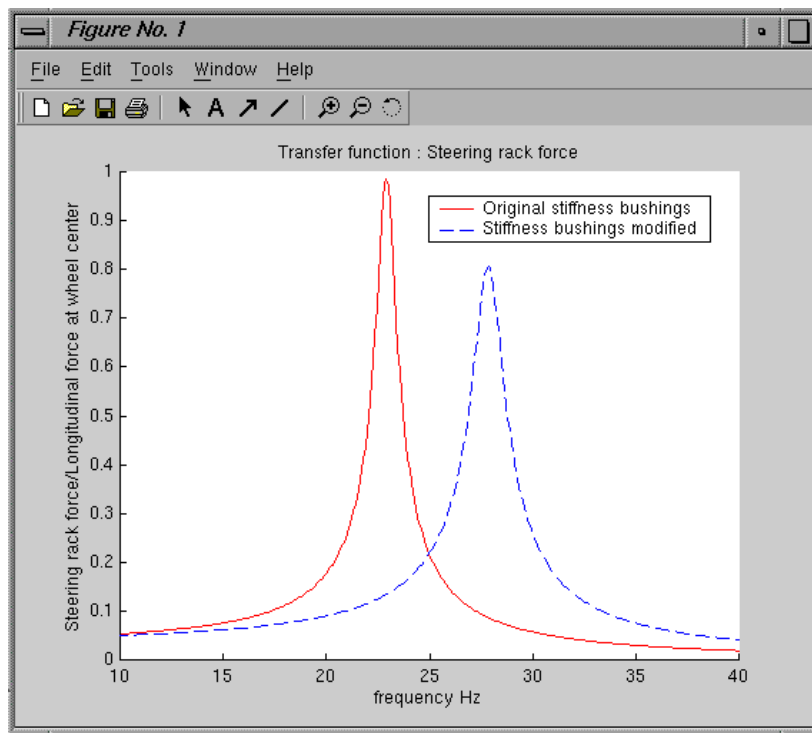 Figure No. 1
File Edit Tools Window Help
A
Transfer function : Steering rack force
Steering rack force/Longitudinal force at wheel center
1
0.9
0.8
0.7
0.6
0.5
0.4
0.3
0.2
0.1
0
Original stiffness bushings
Stiffness bushings modified
10 15 20 25 30 35 40
frequency Hz